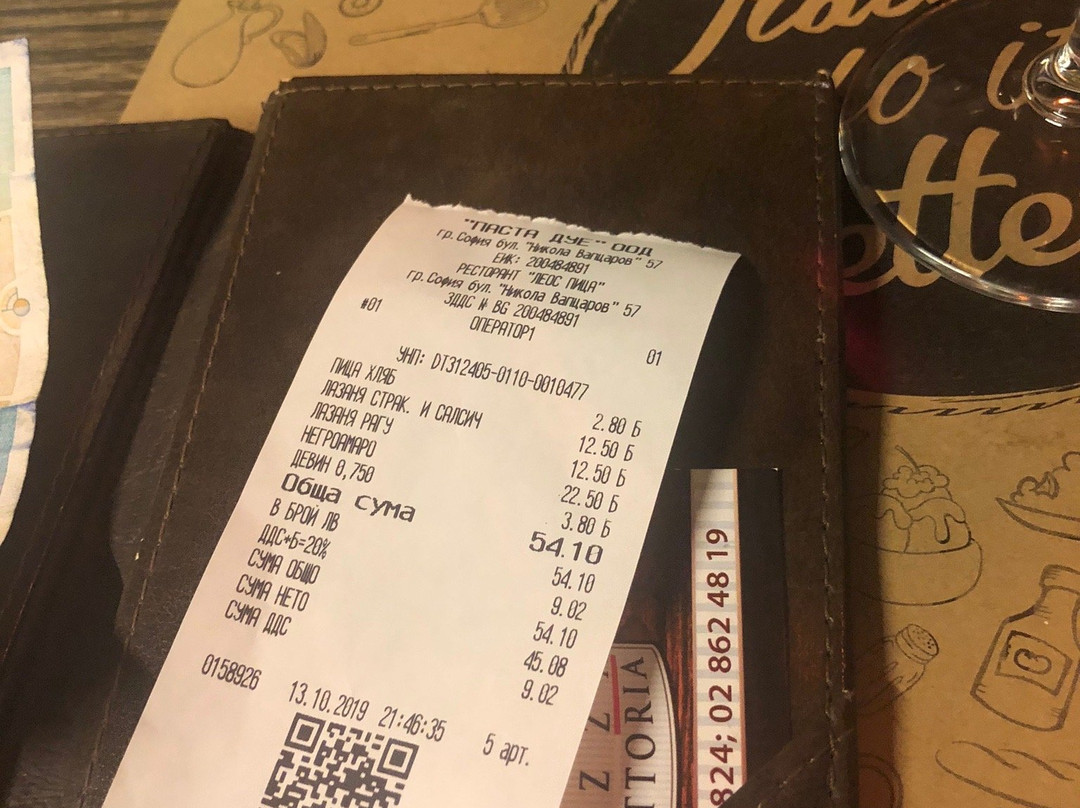 "ПАСТА ДУЕ" ООД
гр.София бул. "Никола Вапцаров" 57
ЕИК: 200484891
РЕСТОРАНТ "ЛЕОС ПИЦА"
гр.София бул. "Никола Вапцаров" 57
ЗДДС № BG 200484891
#01 ОПЕРАТОР1 01
УНП: DT312405-0110-0010477
ПИЦА ХЛЯБ 2.80 Б
ЛАЗАНЯ СТРАК. И САЛСИЧ 12.50 Б
ЛАЗАНЯ РАГУ 12.50 Б
НЕГРОАМАРО 22.50 Б
ДЕВИН 0,750 3.80 Б
Обща сума 54.10
В БРОЙ ЛВ 54.10
ДДС+Б=20% 9.02
СУМА ОБЩО 54.10
СУМА НЕТО 45.08
СУМА ДДС 9.02
0158926 13.10.2019 21:46:35 5 арт.
824; 02 862 48 19
TTORIA
do it